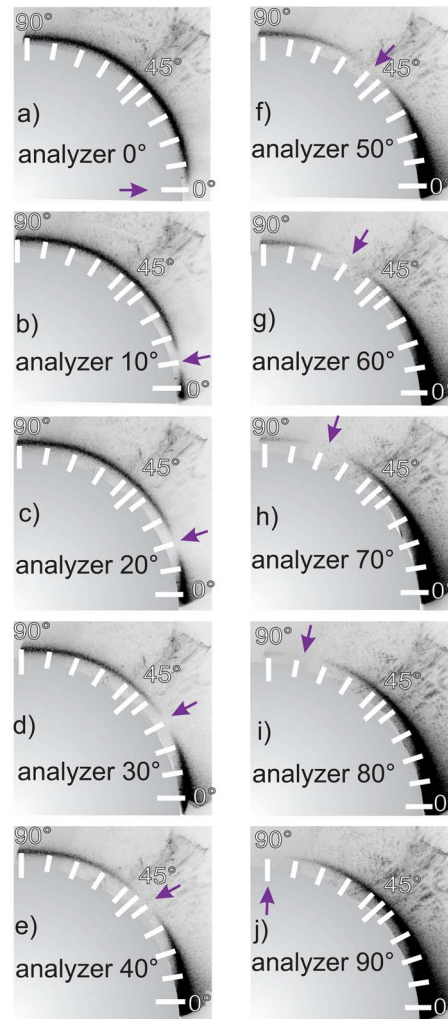 90°
45°
a)
analyzer 0°
0°
90°
45°
b)
analyzer 10°
0°
90°
45°
c)
analyzer 20°
0°
90°
45°
d)
analyzer 30°
0°
90°
45°
e)
analyzer 40°
0°
90°
45°
f)
analyzer 50°
0°
90°
45°
g)
analyzer 60°
0°
90°
45°
h)
analyzer 70°
0°
90°
45°
i)
analyzer 80°
0°
90°
45°
j)
analyzer 90°
0°